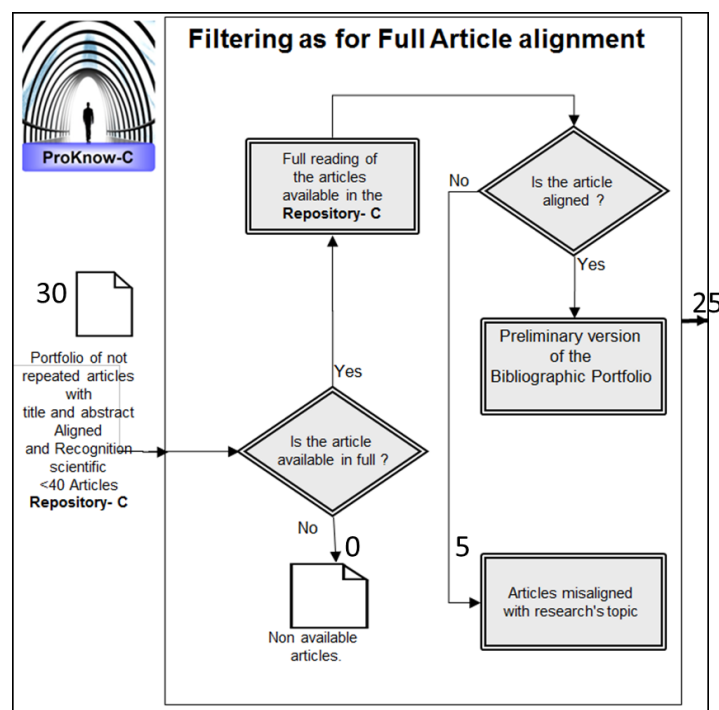 Filtering as for Full Article alignment
ProKnow-C
Full reading of
the articles
available in the
Repository- C
No
Is the article
aligned ?
Yes
30
25
Preliminary version
of the
Bibliographic Portfolio
Portfolio of not
repeated articles
with
title and abstract
Aligned
and Recognition
scientific
<40 Articles
Repository- C
Yes
Is the article
available in full ?
No
0
5
Non available
articles.
Articles misaligned
with research's topic